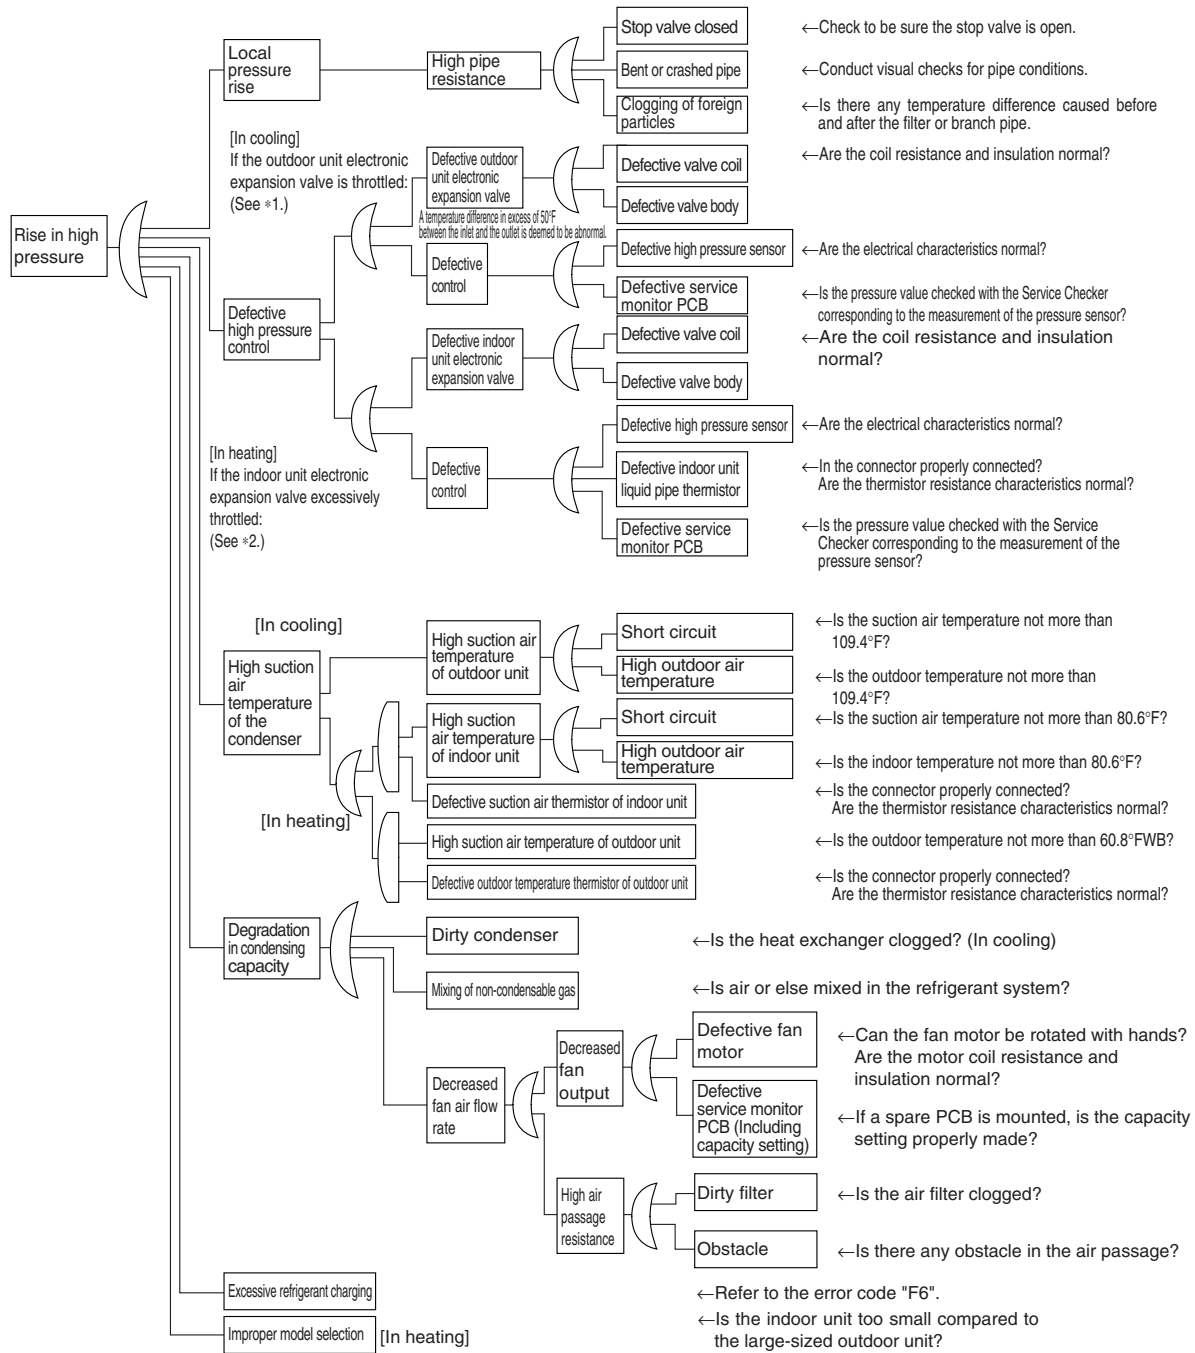 Rise in high
pressure
Local
pressure
rise
High pipe
resistance
Stop valve closed
←Check to be sure the stop valve is open.
Bent or crashed pipe
←Conduct visual checks for pipe conditions.
Clogging of foreign
particles
←Is there any temperature difference caused before
and after the filter or branch pipe.
[In cooling]
If the outdoor unit electronic
expansion valve is throttled:
(See *1.)
Defective
high pressure
control
Defective outdoor
unit electronic
expansion valve
Defective valve coil
←Are the coil resistance and insulation normal?
Defective valve body
A temperature difference in excess of 50°F
between the inlet and the outlet is deemed to be abnormal.
Defective
control
Defective high pressure sensor
←Are the electrical characteristics normal?
Defective service
monitor PCB
←Is the pressure value checked with the Service Checker
corresponding to the measurement of the pressure sensor?
Defective indoor
unit electronic
expansion valve
Defective valve coil
←Are the coil resistance and insulation
normal?
Defective valve body
[In heating]
If the indoor unit electronic
expansion valve excessively
throttled:
(See *2.)
Defective
control
Defective high pressure sensor
←Are the electrical characteristics normal?
Defective indoor unit
liquid pipe thermistor
←In the connector properly connected?
Are the thermistor resistance characteristics normal?
Defective service
monitor PCB
←Is the pressure value checked with the Service
Checker corresponding to the measurement of the
pressure sensor?
[In cooling]
High suction
air
temperature
of the
condenser
High suction air
temperature
of outdoor unit
Short circuit
←Is the suction air temperature not more than
109.4°F?
High outdoor air
temperature
←Is the outdoor temperature not more than
109.4°F?
High suction
air temperature
of indoor unit
Short circuit
←Is the suction air temperature not more than 80.6°F?
High outdoor air
temperature
←Is the indoor temperature not more than 80.6°F?
Defective suction air thermistor of indoor unit
←Is the connector properly connected?
Are the thermistor resistance characteristics normal?
[In heating]
High suction air temperature of outdoor unit
←Is the outdoor temperature not more than 60.8°FWB?
Defective outdoor temperature thermistor of outdoor unit
←Is the connector properly connected?
Are the thermistor resistance characteristics normal?
Degradation
in condensing
capacity
Dirty condenser
←Is the heat exchanger clogged? (In cooling)
Mixing of non-condensable gas
←Is air or else mixed in the refrigerant system?
Decreased
fan air flow
rate
Decreased
fan
output
Defective fan
motor
←Can the fan motor be rotated with hands?
Are the motor coil resistance and
insulation normal?
Defective
service monitor
PCB (Including
capacity setting)
←If a spare PCB is mounted, is the capacity
setting properly made?
High air
passage
resistance
Dirty filter
←Is the air filter clogged?
Obstacle
←Is there any obstacle in the air passage?
Excessive refrigerant charging
←Refer to the error code "F6".
Improper model selection
[In heating]
←Is the indoor unit too small compared to
the large-sized outdoor unit?